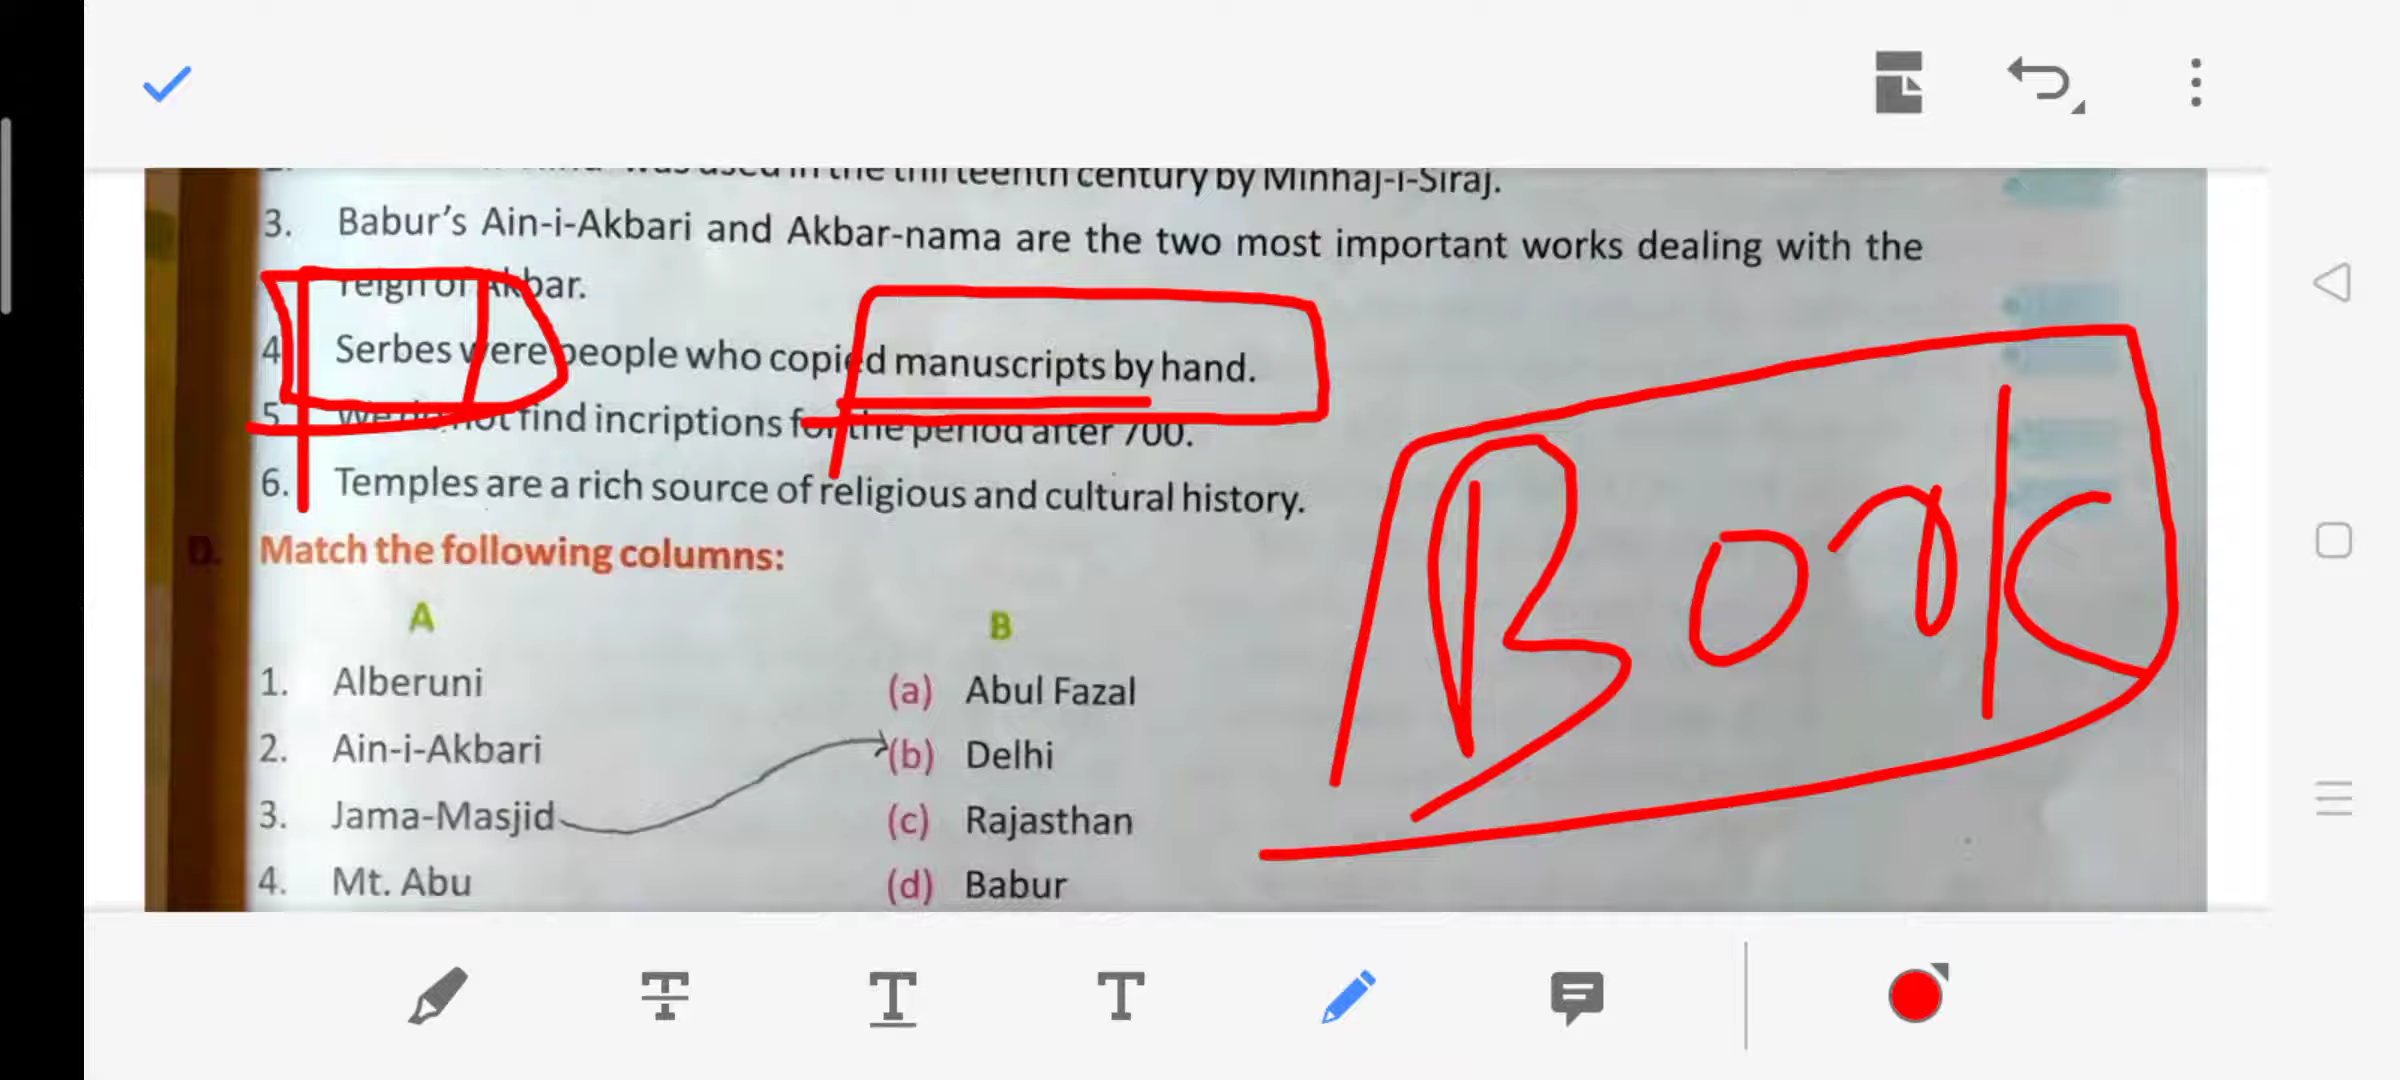 was used in the thirteenth century by Minhaj-i-Siraj.
3. Babur's Ain-i-Akbari and Akbar-nama are the two most important works dealing with the
reign of Akbar.
4 Serbes were people who copied manuscripts by hand.
5. We do not find incriptions for the period after 700.
6. Temples are a rich source of religious and cultural history.
D. Match the following columns:
A B
1. Alberuni (a) Abul Fazal
2. Ain-i-Akbari (b) Delhi
3. Jama-Masjid (c) Rajasthan
4. Mt. Abu (d) Babur